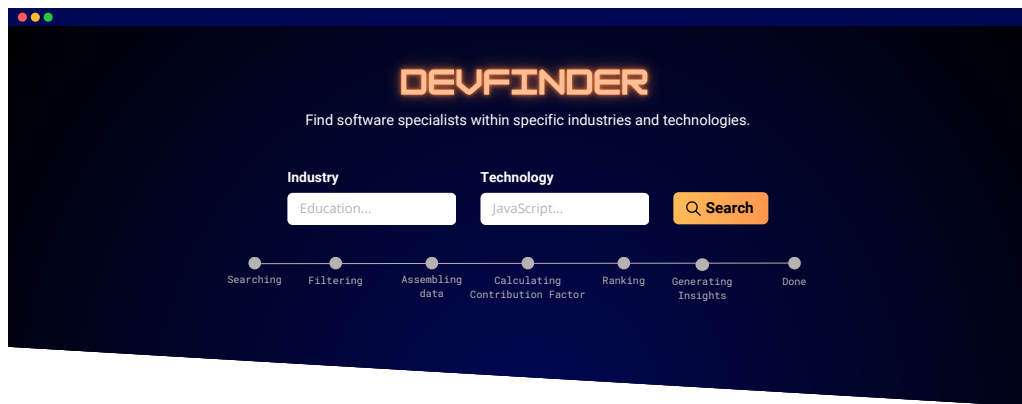 DEVFINDER
Find software specialists within specific industries and technologies.
Industry
Technology
Education...
JavaScript...
Search
Searching
Filtering
Assembling
data
Calculating
Contribution Factor
Ranking
Generating
Insights
Done